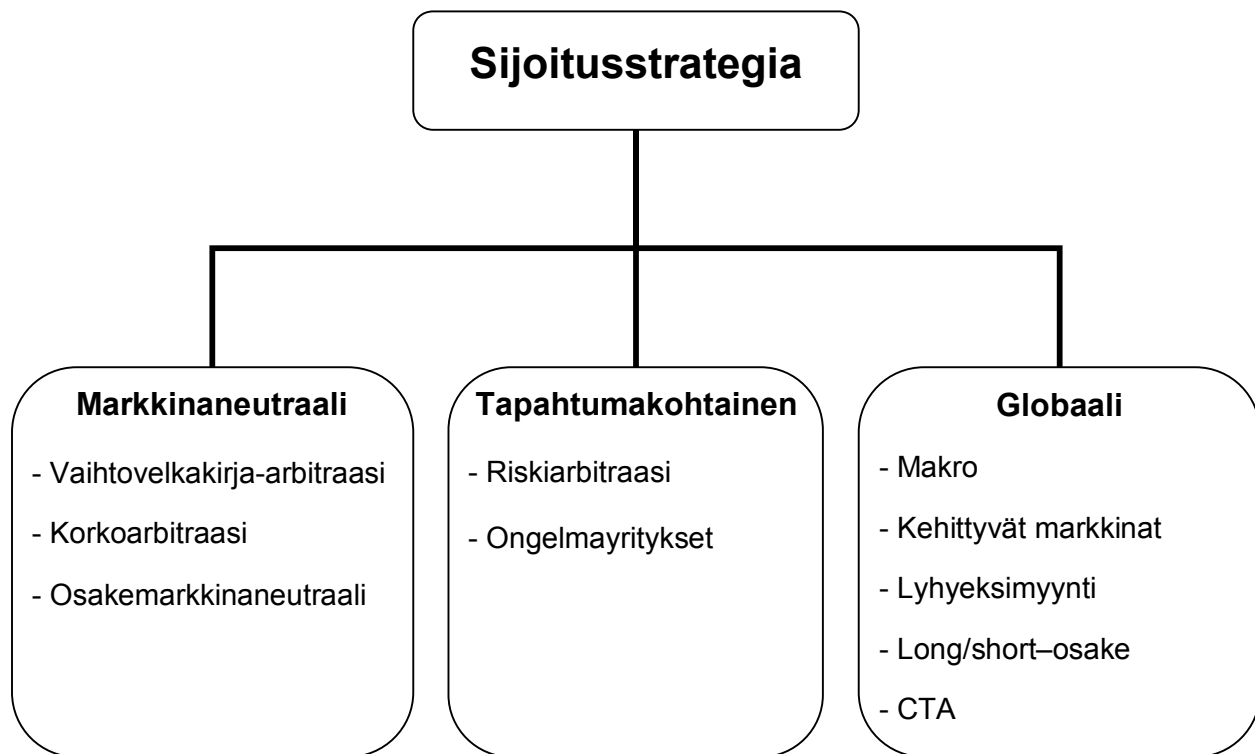 Sijoitusstrategia
Markkinaneutraali
- Vaihtovelkakirja-arbitraasi
- Korkoarbitraasi
- Osakemarkkinaneutraali
Tapahtumakohtainen
- Riskiarbitraasi
- Ongelmayritykset
Globaali
- Makro
- Kehittyvät markkinat
- Lyhyeksimyynti
- Long/short–osake
- CTA